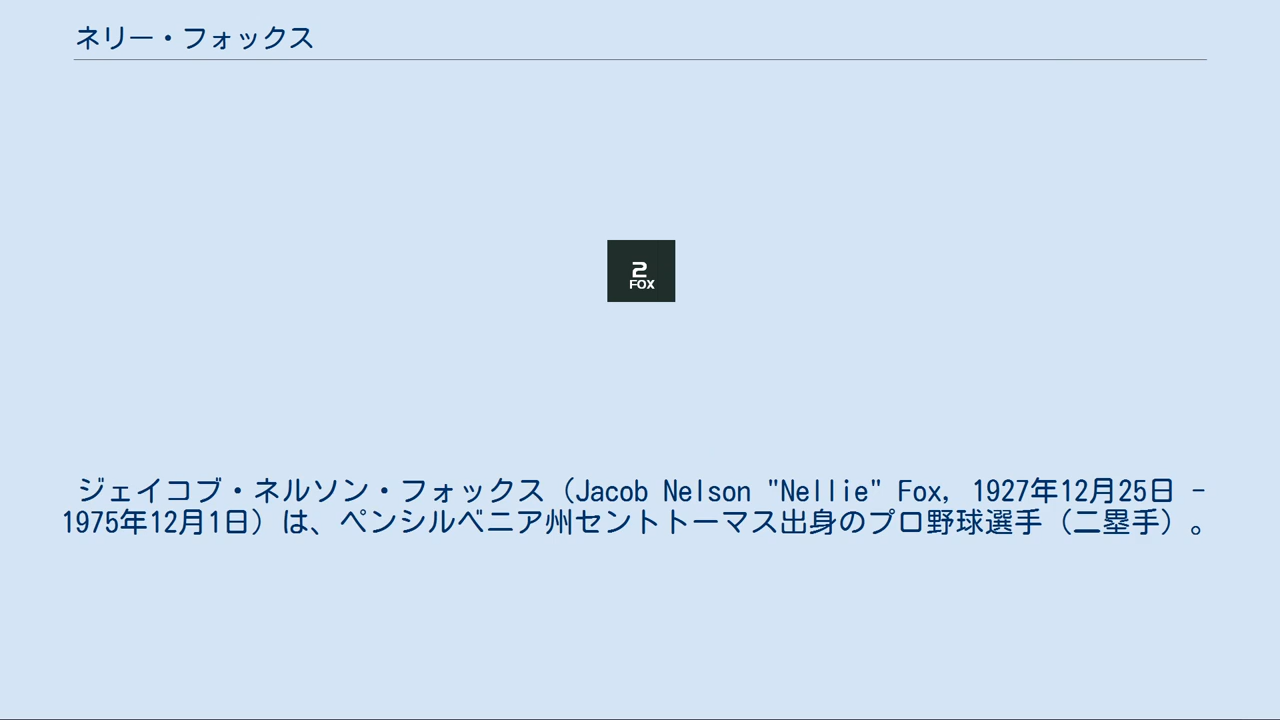 ネリー・フォックス
2
FOX
ジェイコブ・ネルソン・フォックス（Jacob Nelson "Nellie" Fox, 1927年12月25日 -
1975年12月1日）は、ペンシルベニア州セントトーマス出身のプロ野球選手（二塁手）。